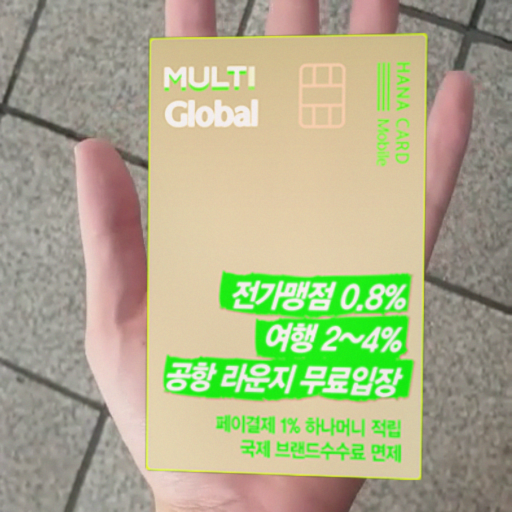 MULTI
Global
HANA CARD
Mobile
전가맹점 0.8%
여행 2~4%
공항 라운지 무료입장
페이결제 1% 하나머니 적립
국제 브랜드수수료 면제